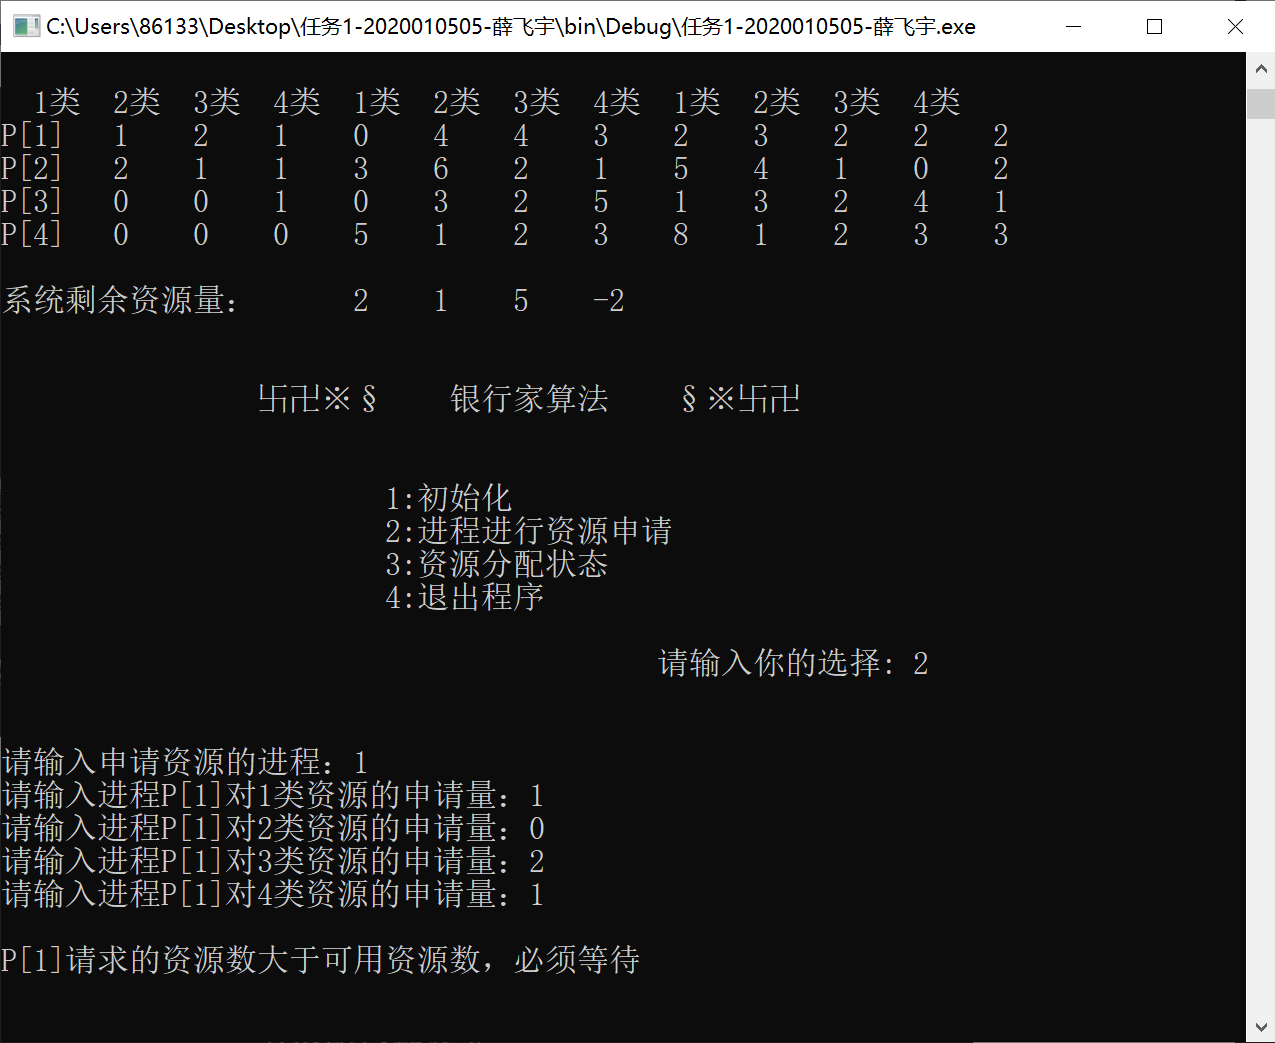 C:\Users\86133\Desktop\任务1-2020010505-薛飞宇\bin\Debug\任务1-2020010505-薛飞宇.exe
1类 2类 3类 4类 1类 2类 3类 4类 1类 2类 3类 4类
P[1] 1 2 1 0 4 4 3 2 3 2 2 2
P[2] 2 1 1 3 6 2 1 5 4 1 0 2
P[3] 0 0 1 0 3 2 5 1 3 2 4 1
P[4] 0 0 0 5 1 2 3 8 1 2 3 3
系统剩余资源量: 2 1 5 -2
卐卍※§ 银行家算法 §※卐卍
1:初始化
2:进程进行资源申请
3:资源分配状态
4:退出程序
请输入你的选择: 2
请输入申请资源的进程: 1
请输入进程P[1]对1类资源的申请量: 1
请输入进程P[1]对2类资源的申请量: 0
请输入进程P[1]对3类资源的申请量: 2
请输入进程P[1]对4类资源的申请量: 1
P[1]请求的资源数大于可用资源数，必须等待